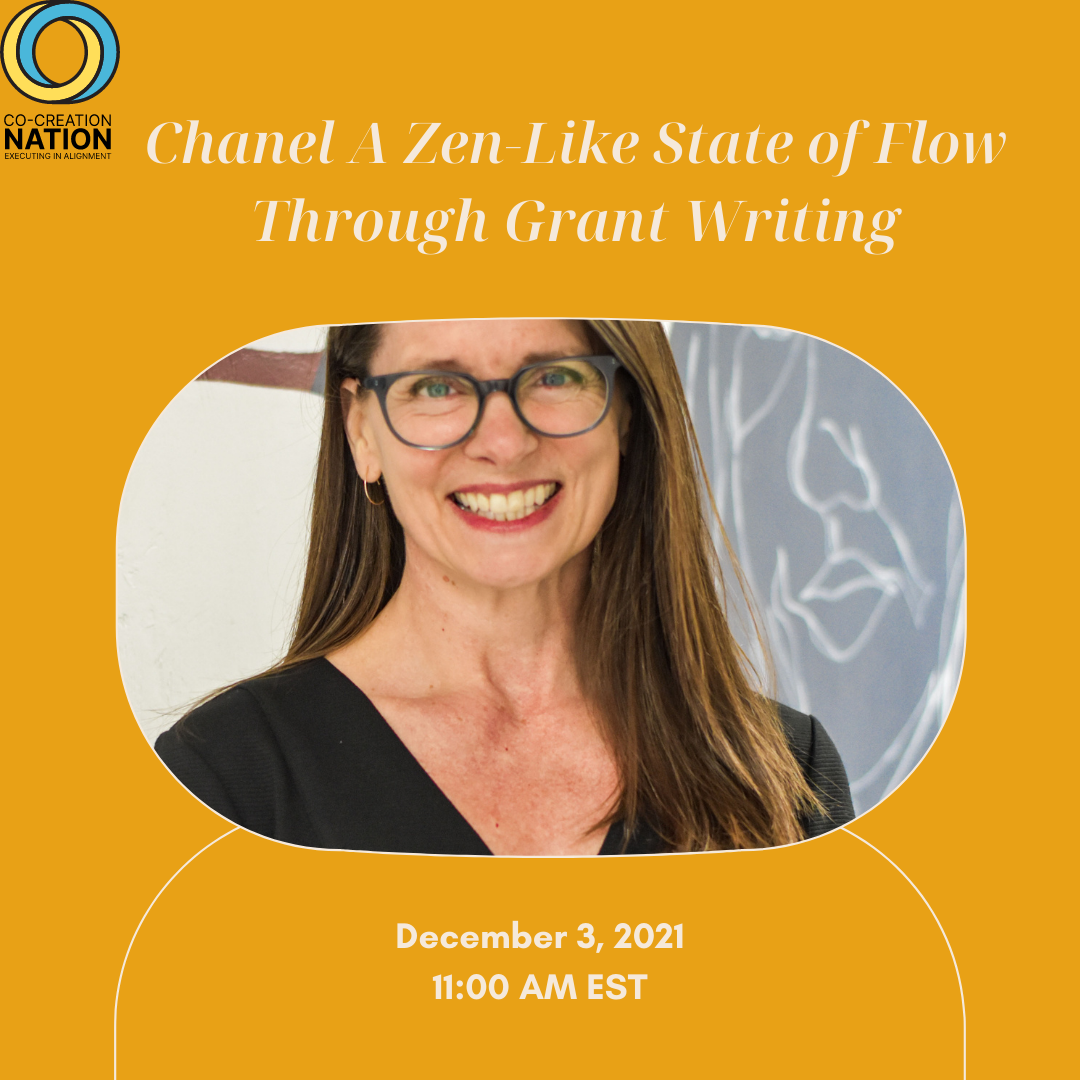 CO-CREATION
NATION
EXECUTING IN ALIGNMENT
Chanel A Zen-Like State of Flow
Through Grant Writing
December 3, 2021
11:00 AM EST